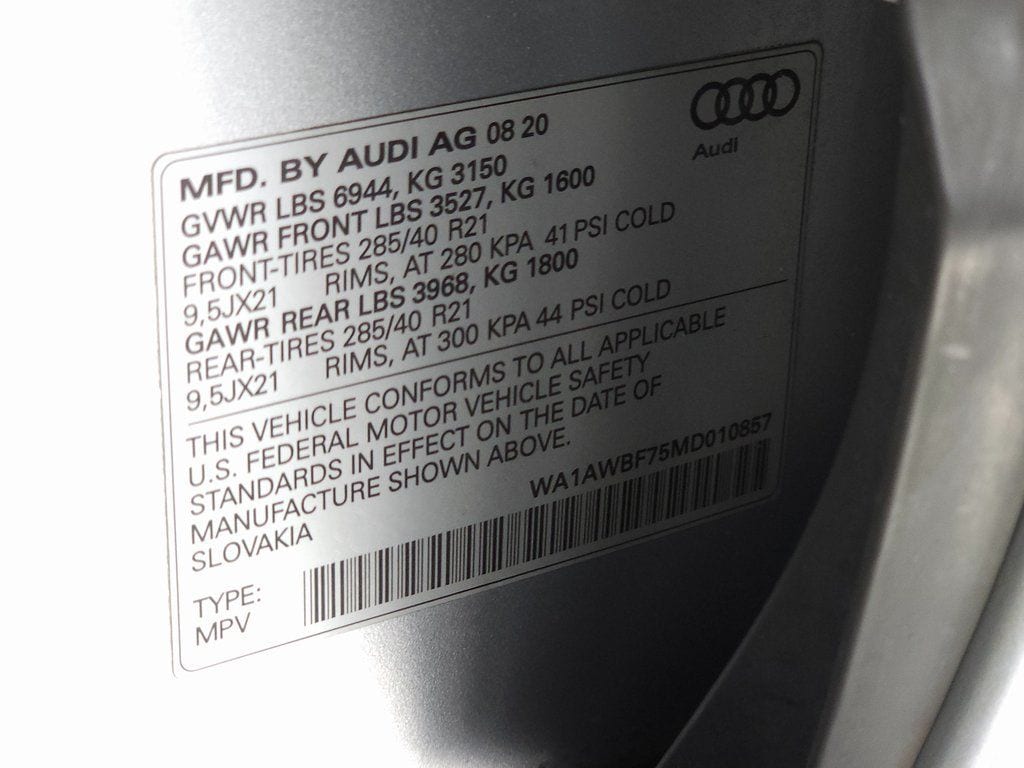 Audi
MFD. BY AUDI AG 08 20
GVWR LBS 6944, KG 3150
GAWR FRONT LBS 3527, KG 1600
FRONT-TIRES 285/40 R21
9,5JX21 RIMS, AT 280 KPA 41 PSI COLD
GAWR REAR LBS 3968, KG 1800
REAR-TIRES 285/40 R21
9,5JX21 RIMS, AT 300 KPA 44 PSI COLD
THIS VEHICLE CONFORMS TO ALL APPLICABLE
U.S. FEDERAL MOTOR VEHICLE SAFETY
STANDARDS IN EFFECT ON THE DATE OF
MANUFACTURE SHOWN ABOVE.
SLOVAKIA
WA1AWBF75MD010857
TYPE:
MPV